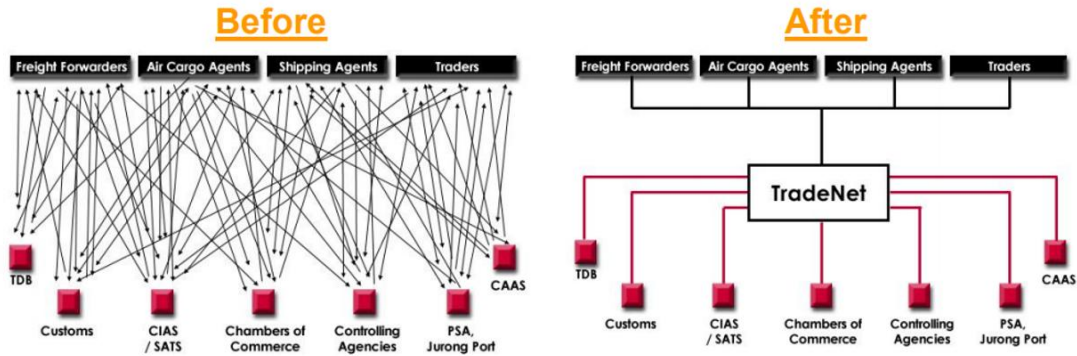 Before
Freight Forwarders
Air Cargo Agents
Shipping Agents
Traders
TDB
Customs
CIAS
/ SATS
Chambers of
Commerce
Controlling
Agencies
PSA,
Jurong Port
CAAS
After
Freight Forwarders
Air Cargo Agents
Shipping Agents
Traders
TradeNet
TDB
Customs
CIAS
/ SATS
Chambers of
Commerce
Controlling
Agencies
PSA,
Jurong Port
CAAS